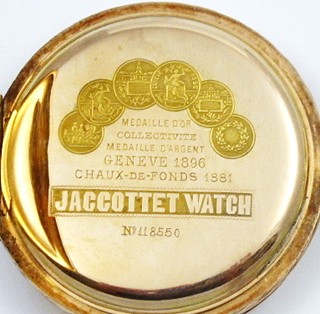 MEDAILLE D'OR
COLLECTIVITE
MEDAILLE D'ARGENT
GENEVE 1896
CHAUX-DE-FONDS 1881
JACCOTTET WATCH
No 118550